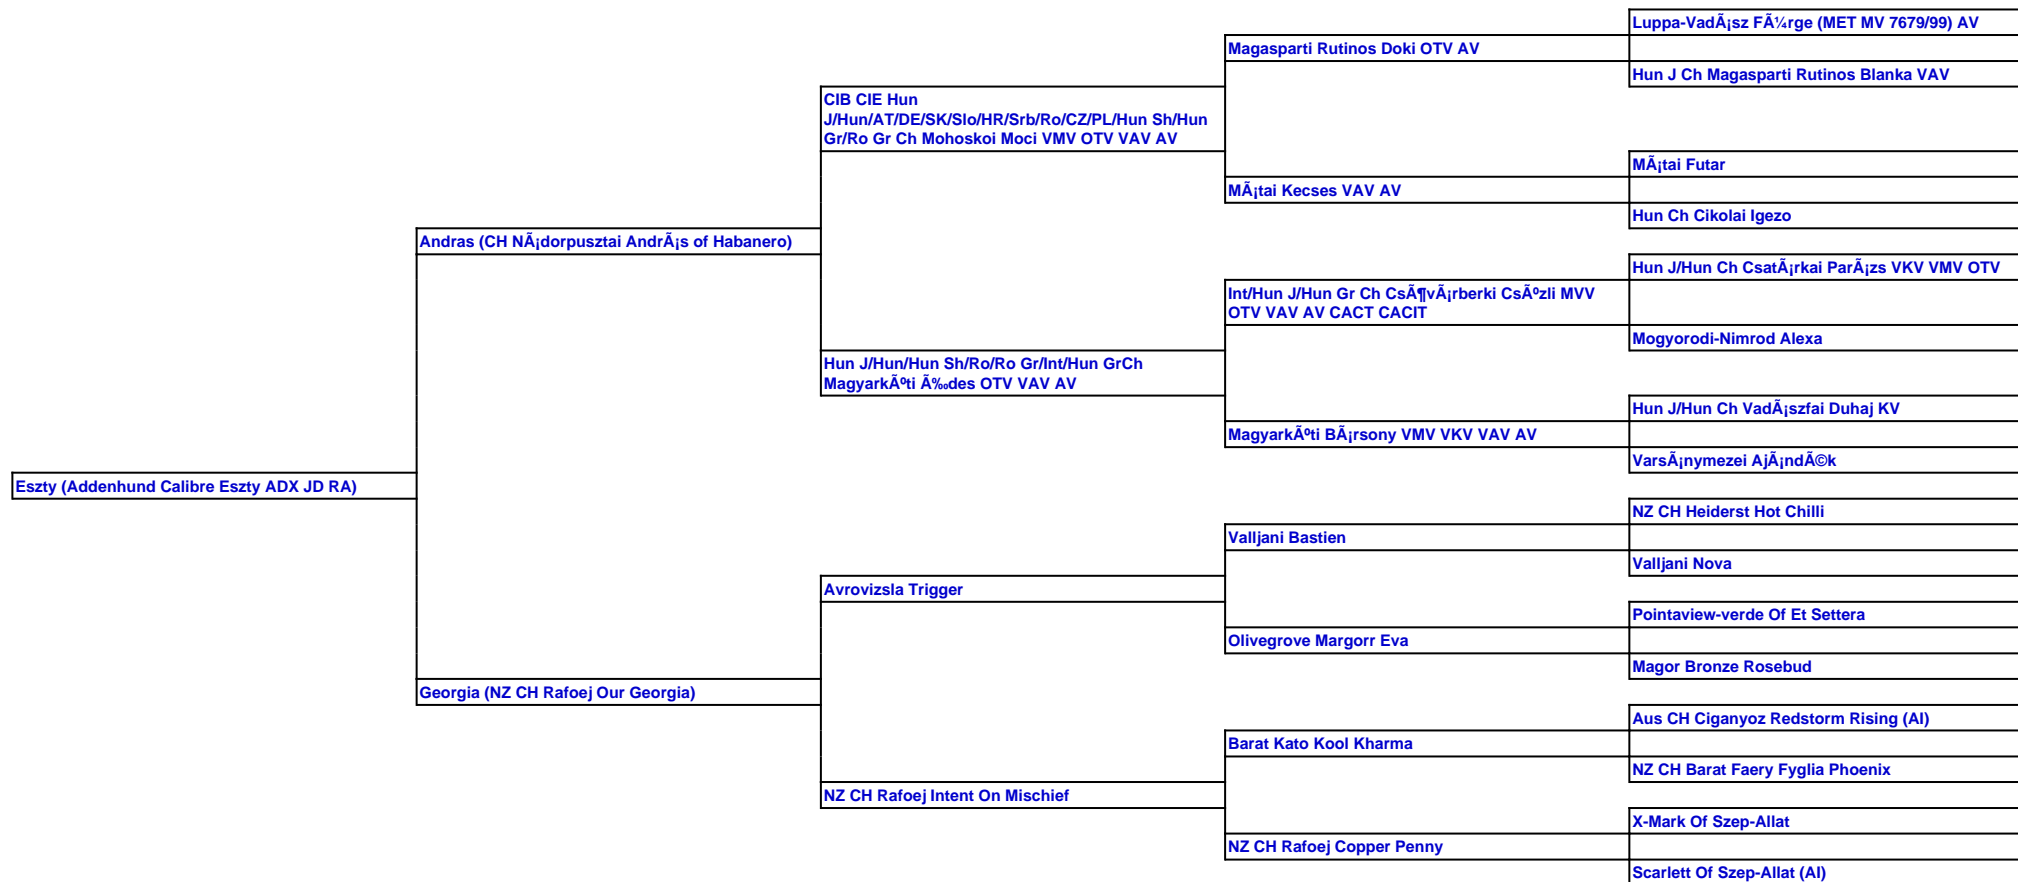 Luppa-VadÃ¡sz FÃ¼rge (MET MV 7679/99) AV
Magasparti Rutinos Doki OTV AV
Hun J Ch Magasparti Rutinos Blanka VAV
CIB CIE Hun
J/Hun/AT/DE/SK/Slo/HR/Srb/Ro/CZ/PL/Hun Sh/Hun
Gr/Ro Gr Ch Mohoskoi Moci VMV OTV VAV AV
MÃ¡tai Futar
MÃ¡tai Kecses VAV AV
Hun Ch Cikolai Igezo
Andras (CH NÃ¡dorpusztai AndrÃ¡s of Habanero)
Hun J/Hun Ch CsatÃ¡rkai ParÃ¡zs VKV VMV OTV
Int/Hun J/Hun Gr Ch CsÃ¶vÃ¡rberki CsÃºzli MVV
OTV VAV AV CACT CACIT
Mogyorodi-Nimrod Alexa
Hun J/Hun/Hun Sh/Ro/Ro Gr/Int/Hun GrCh
MagyarkÃºti Ã‰des OTV VAV AV
Hun J/Hun Ch VadÃ¡szfai Duhaj KV
MagyarkÃºti BÃ¡rsony VMV VKV VAV AV
VarsÃ¡nymezei AjÃ¡ndÃ©k
Eszty (Addenhund Calibre Eszty ADX JD RA)
NZ CH Heiderst Hot Chilli
Valljani Bastien
Valljani Nova
Avrovizsla Trigger
Pointaview-verde Of Et Settera
Olivegrove Margorr Eva
Magor Bronze Rosebud
Georgia (NZ CH Rafoej Our Georgia)
Aus CH Ciganyoz Redstorm Rising (AI)
Barat Kato Kool Kharma
NZ CH Barat Faery Fyglia Phoenix
NZ CH Rafoej Intent On Mischief
X-Mark Of Szep-Allat
NZ CH Rafoej Copper Penny
Scarlett Of Szep-Allat (AI)